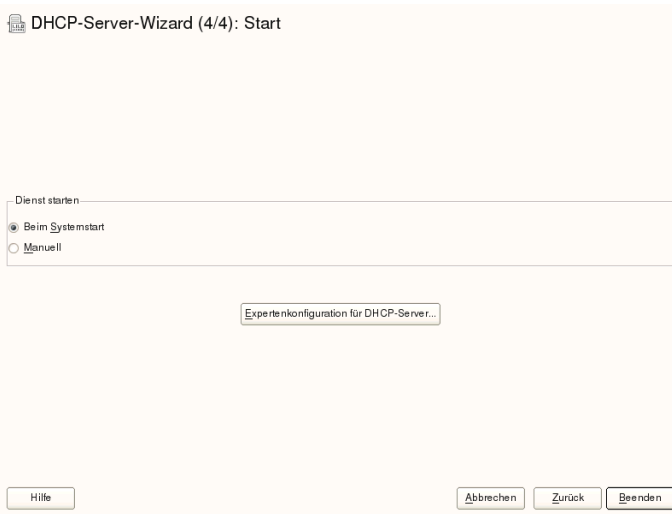 DHCP-Server-Wizard (4/4): Start
Dienst starten
Beim Systemstart
Manuell
Expertenkonfiguration für DHCP-Server...
Hilfe
Abbrechen
Zurück
Beenden